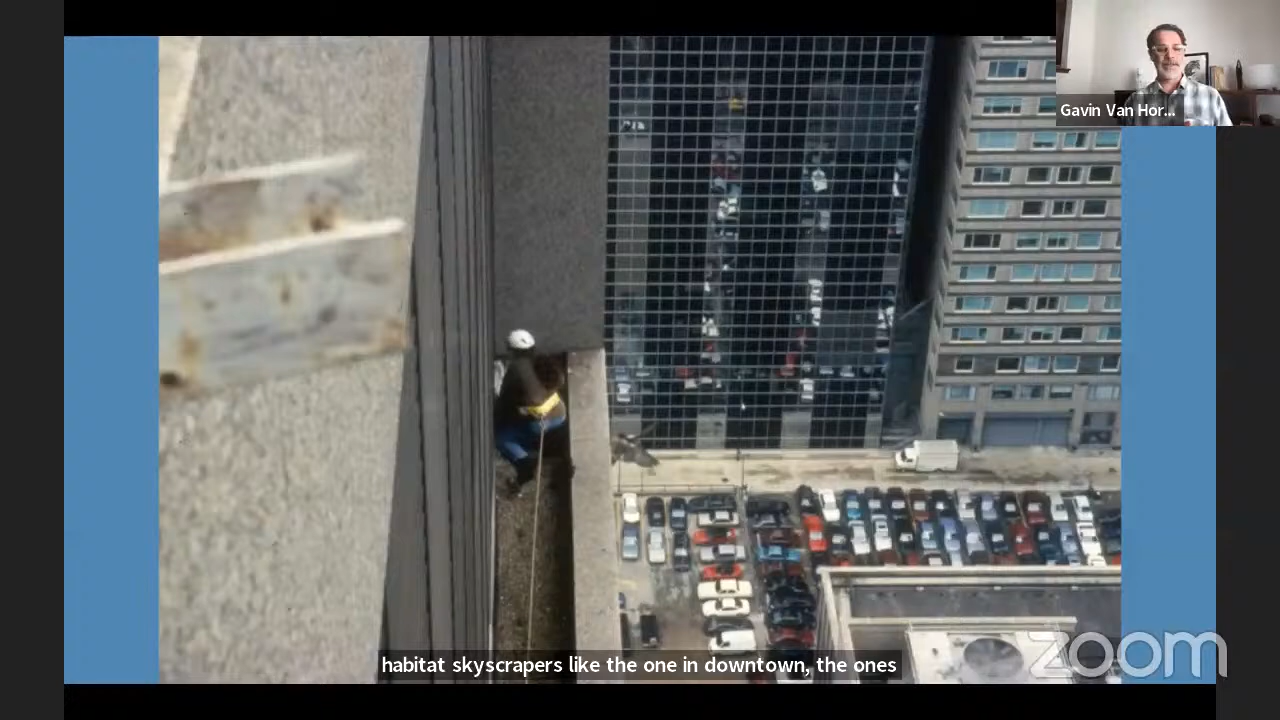 Gavin Van Hor...
habitat skyscrapers like the one in downtown, the ones
zoom